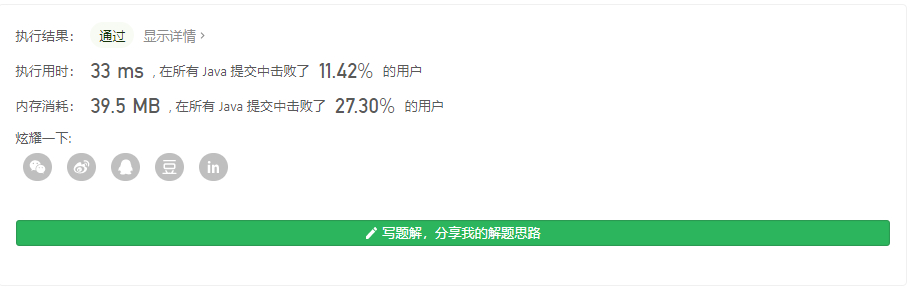 执行结果： 通过 显示详情 >
执行用时： 33 ms , 在所有 Java 提交中击败了 11.42% 的用户
内存消耗： 39.5 MB , 在所有 Java 提交中击败了 27.30% 的用户
炫耀一下:
豆 in
写题解，分享我的解题思路